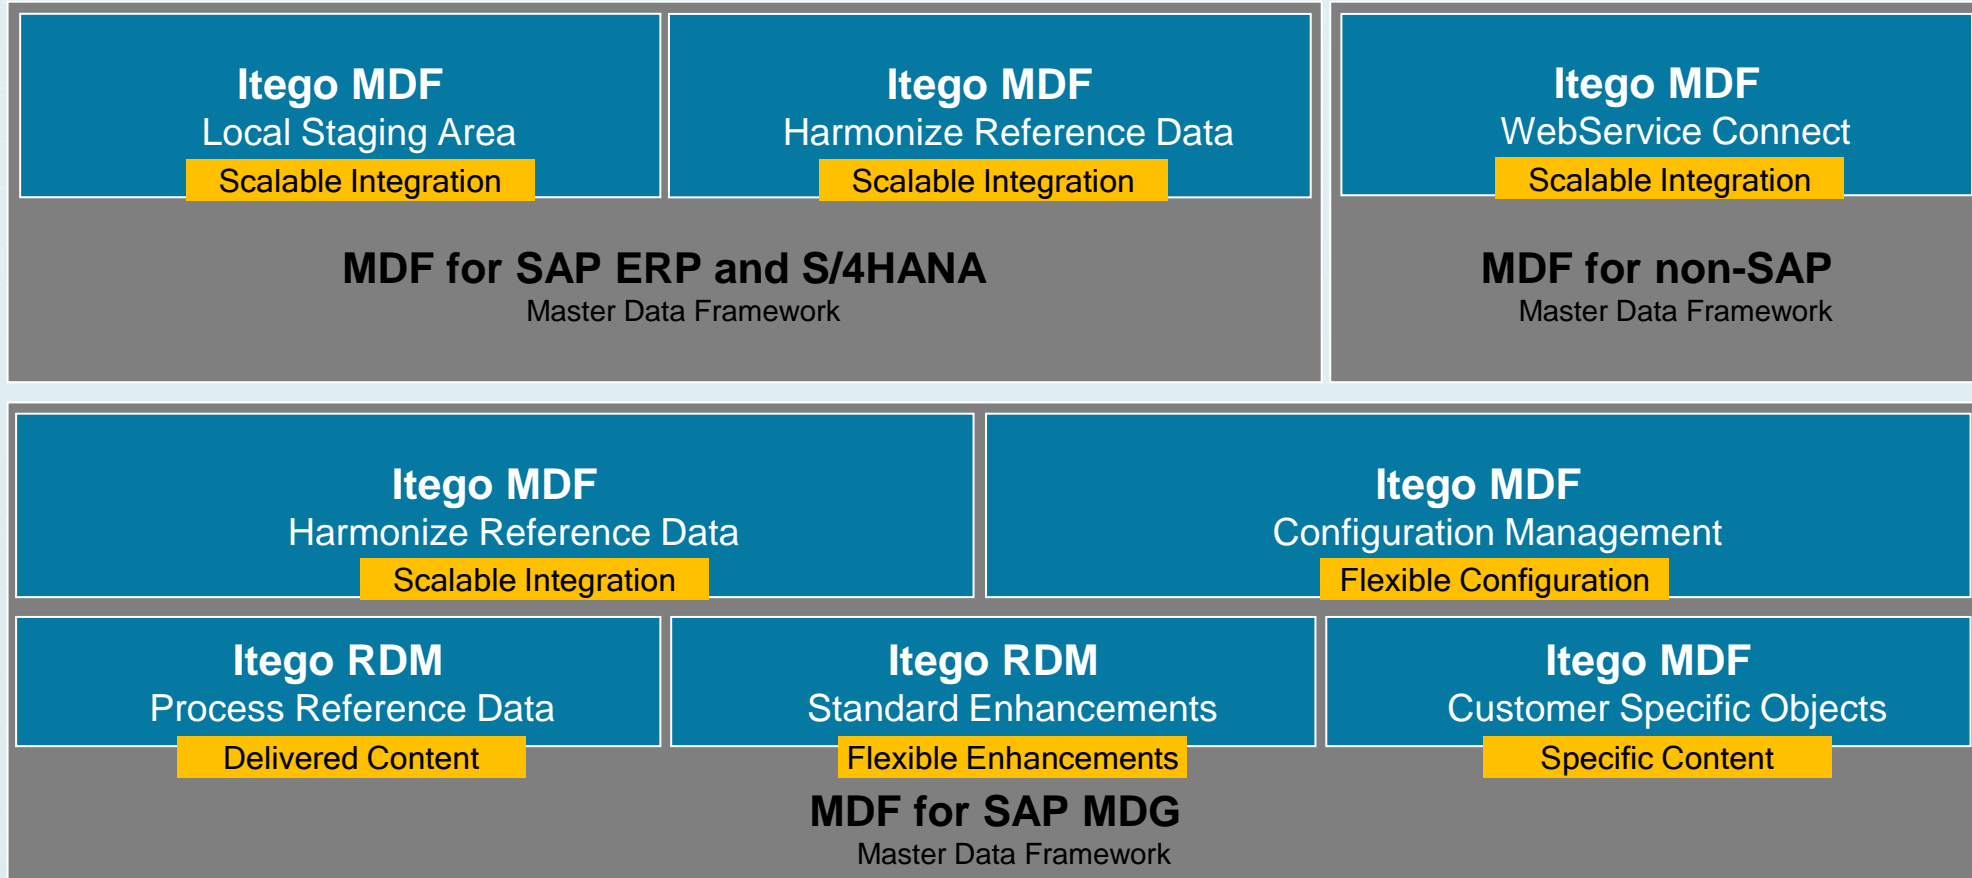 Itego MDF
Local Staging Area
Scalable Integration
Itego MDF
Harmonize Reference Data
Scalable Integration
MDF for SAP ERP and S/4HANA
Master Data Framework
Itego MDF
WebService Connect
Scalable Integration
MDF for non-SAP
Master Data Framework
Itego MDF
Harmonize Reference Data
Scalable Integration
Itego MDF
Configuration Management
Flexible Configuration
Itego RDM
Process Reference Data
Delivered Content
Itego RDM
Standard Enhancements
Flexible Enhancements
Itego MDF
Customer Specific Objects
Specific Content
MDF for SAP MDG
Master Data Framework